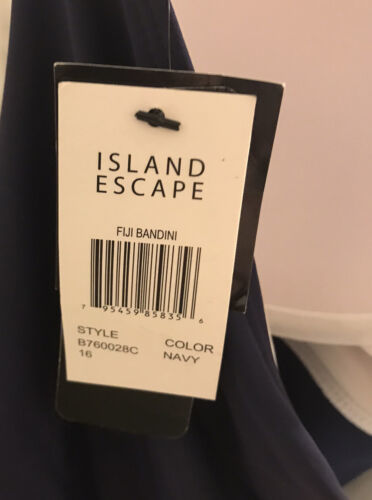 ISLAND
ESCAPE
FIJI BANDINI
7 95459 85835 6
STYLE COLOR
B760028C NAVY
16